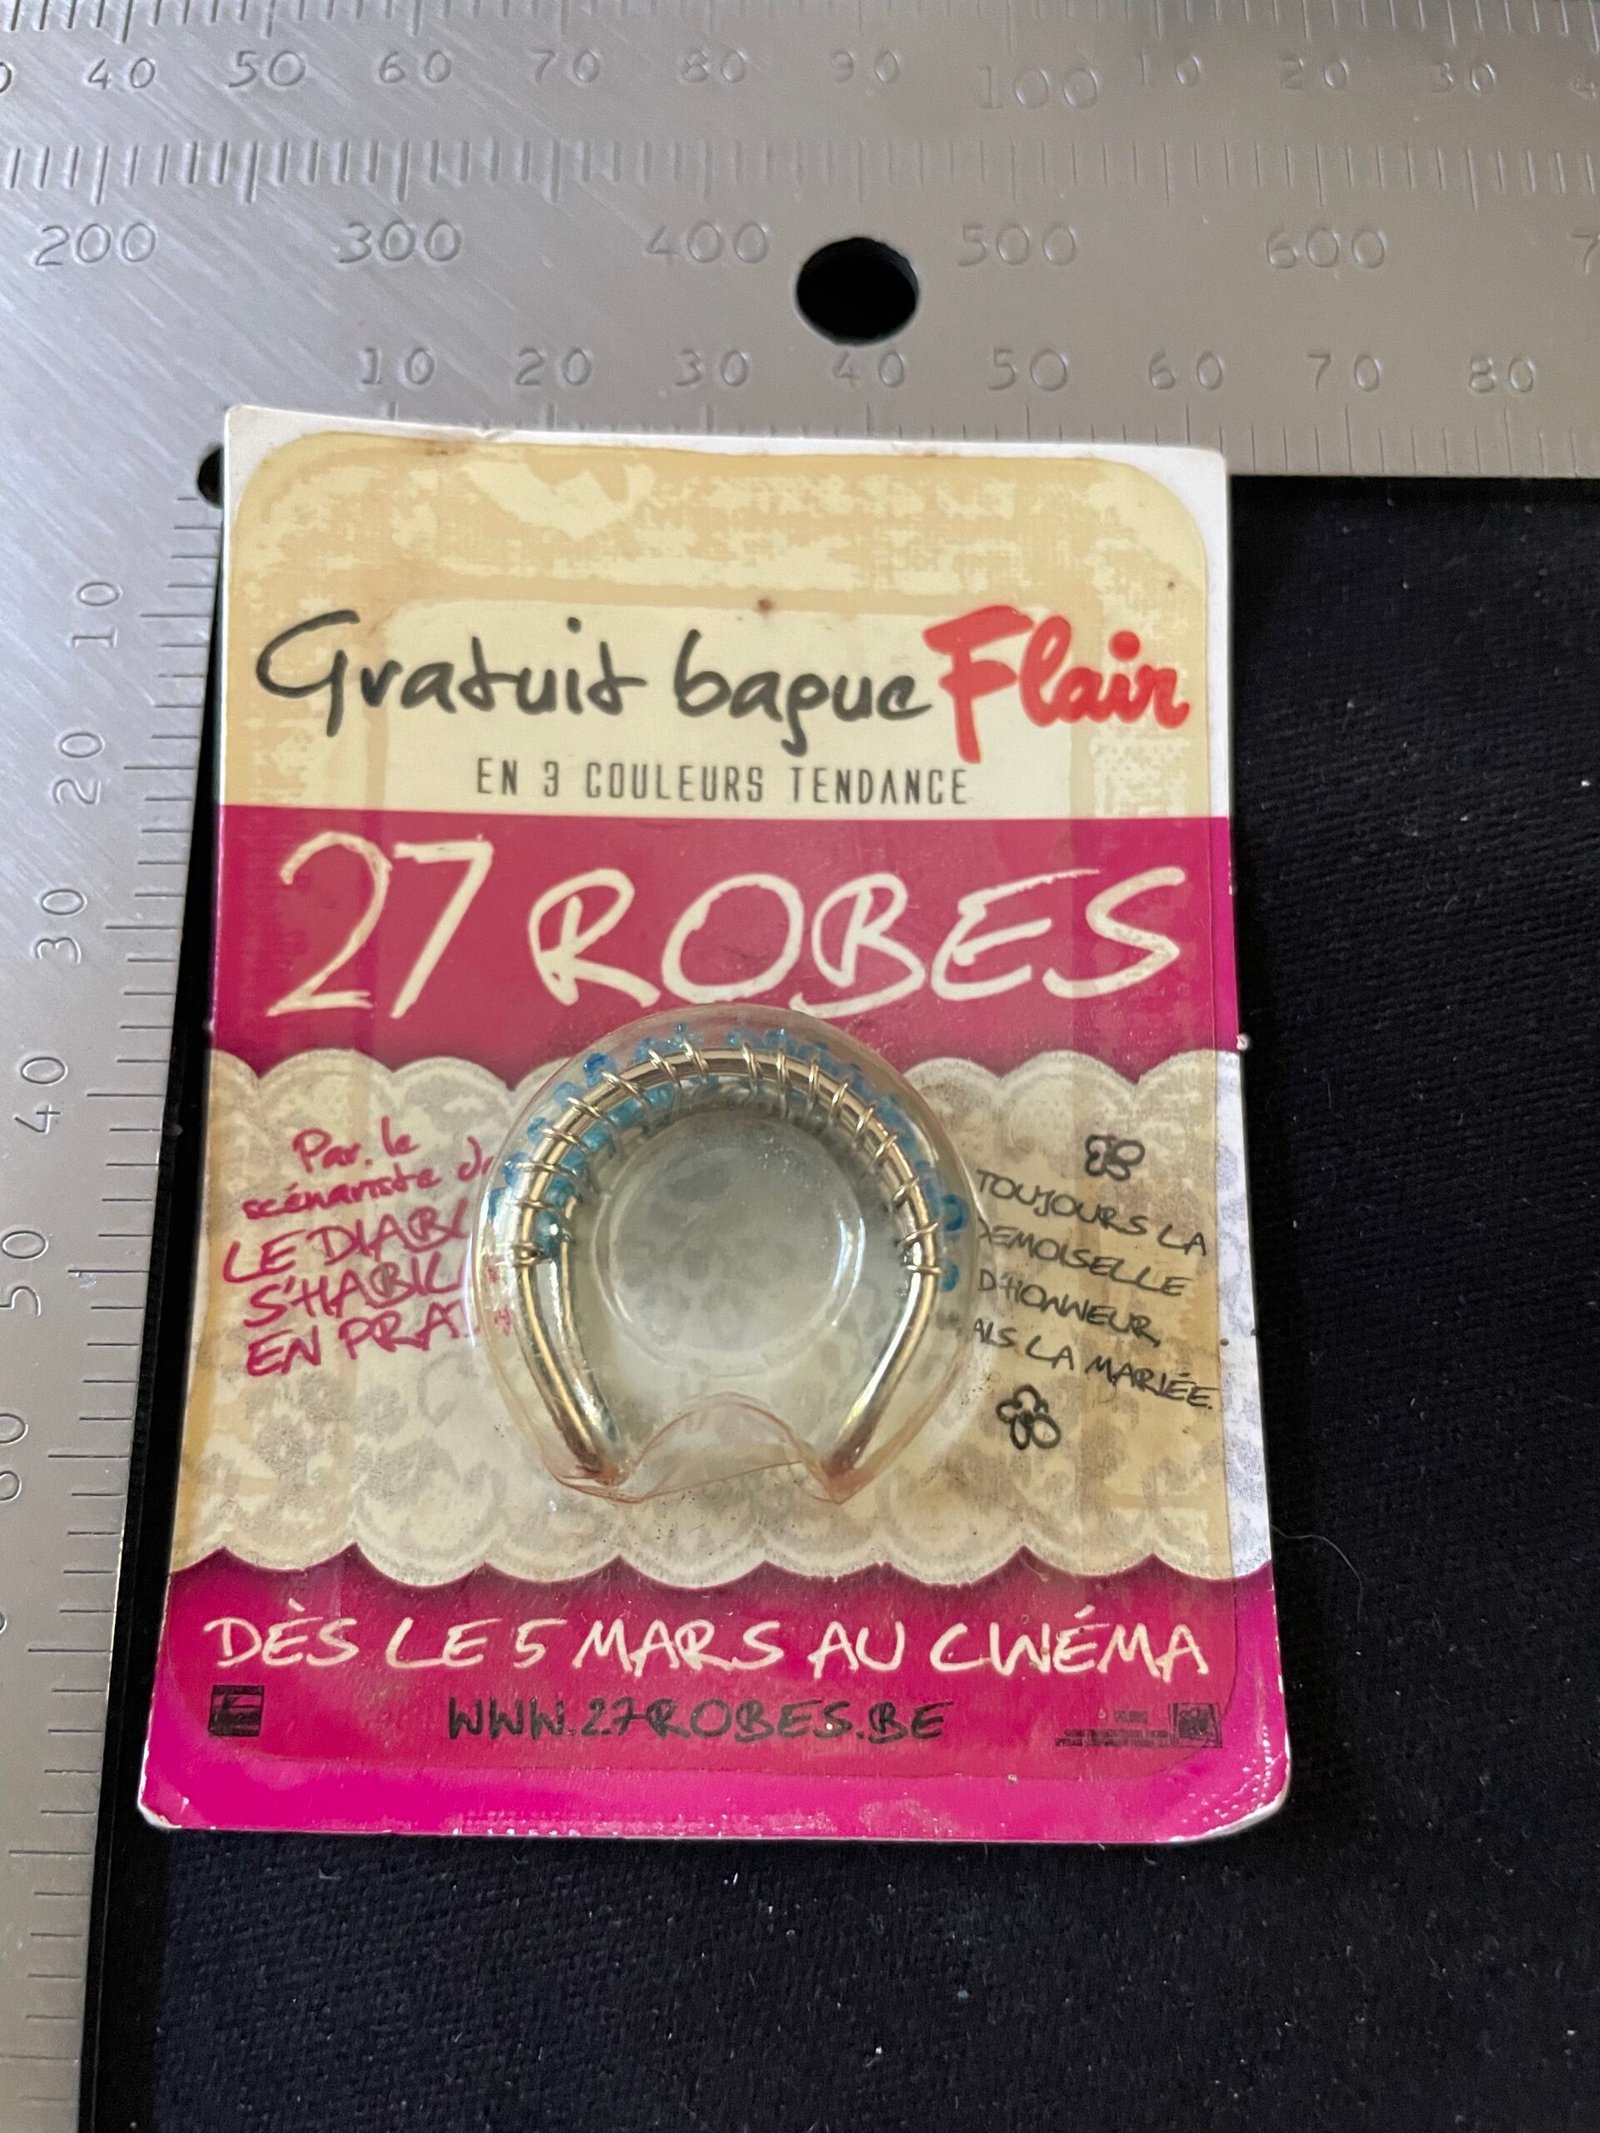 40 50 60 70 80 90 100 10 20 30
200 300 400 500 600
10 20 30 40 50 60 70 80
10
20
30
40
50
60
Gratuit bague Flair
EN 3 COULEURS TENDANCE
27 ROBES
Par le
scénariste
LE DIABL
S'HABIL
EN PRA
TOUJOURS LA
DEMOISELLE
D'HONNEUR,
LA MARIÉE.
DÈS LE 5 MARS AU CINÉMA
WWW.27ROBES.BE